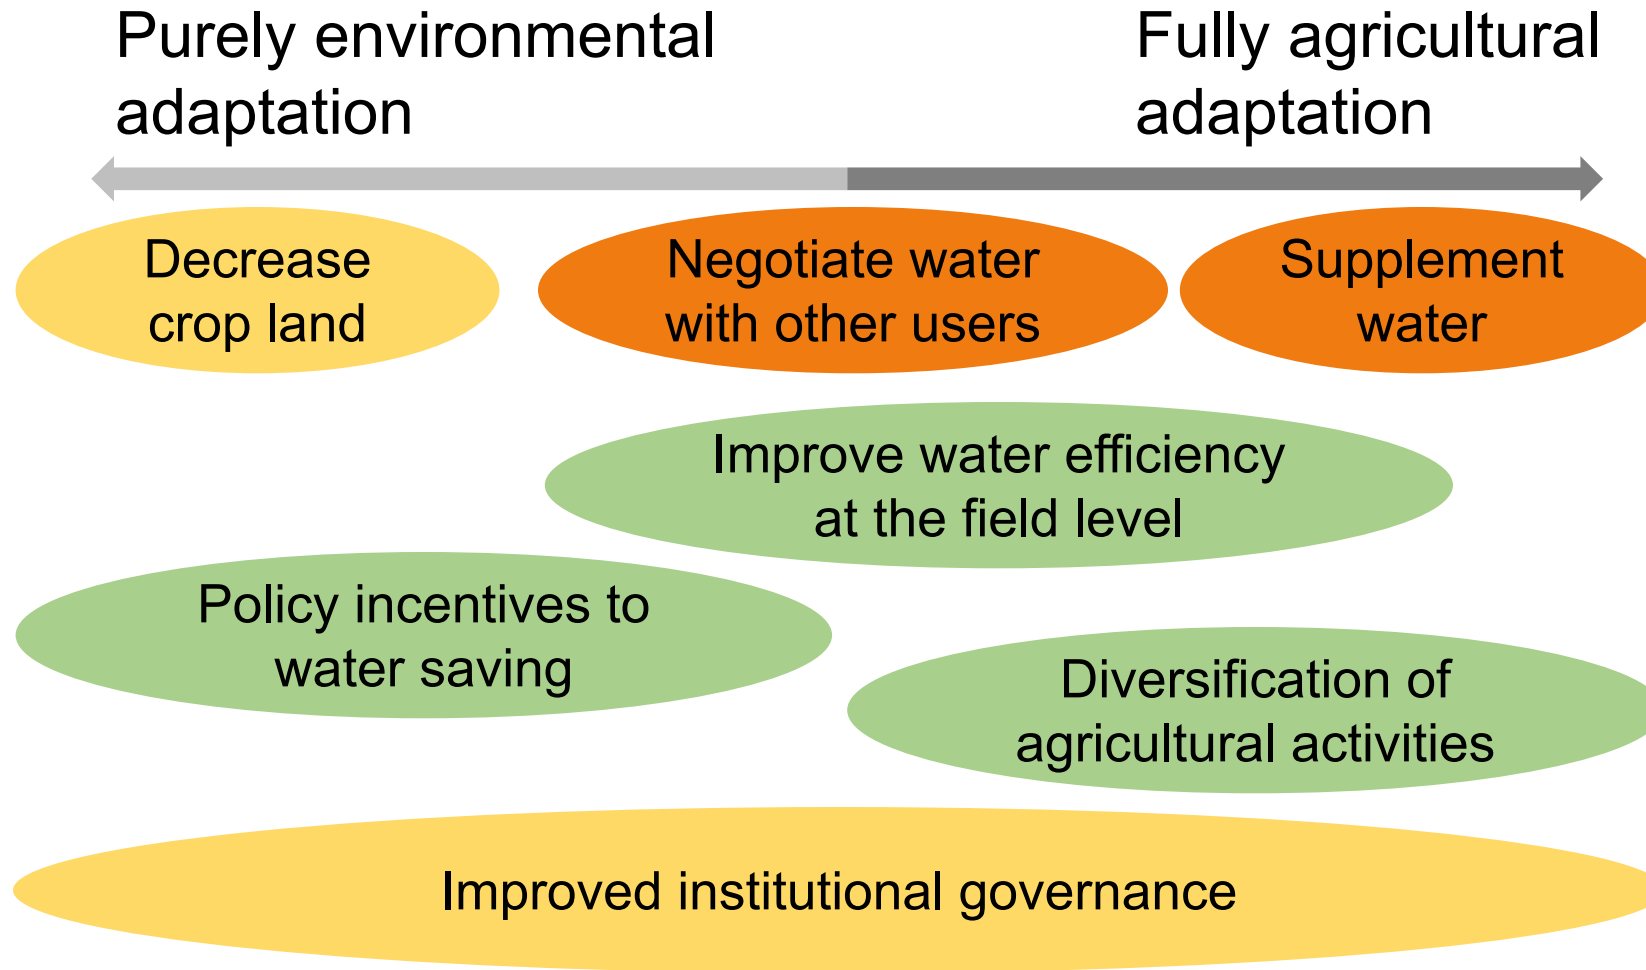 Purely environmental
adaptation
Fully agricultural
adaptation
Decrease
crop land
Negotiate water
with other users
Supplement
water
Improve water efficiency
at the field level
Policy incentives to
water saving
Diversification of
agricultural activities
Improved institutional governance